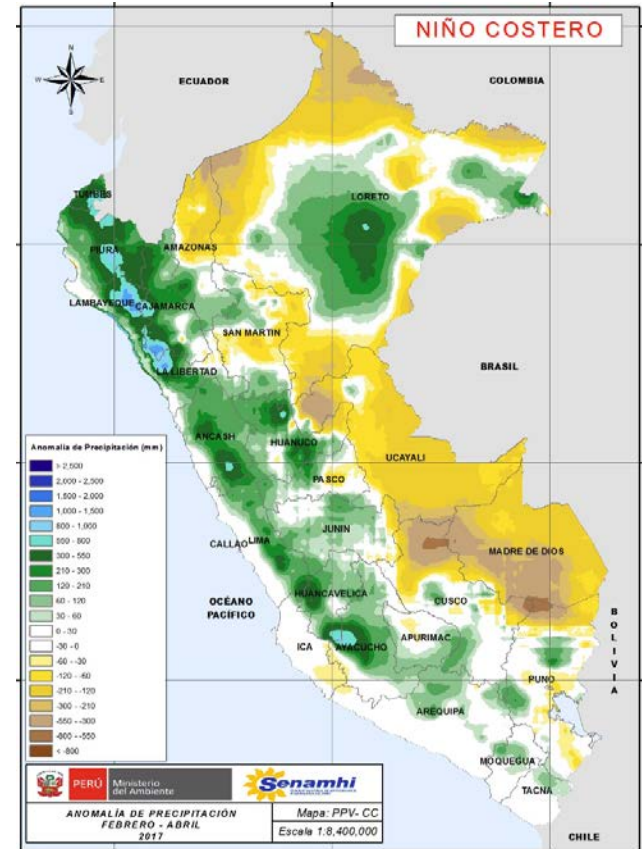 NIÑO COSTERO
N
W
E
S
ECUADOR
COLOMBIA
TUMBES
PIURA
LORETO
AMAZONAS
LAMBAYEQUE
CAJAMARCA
SAN MARTIN
LA LIBERTAD
BRASIL
ANCASH
HUANUCO
UCAYALI
PASCO
JUNIN
CALLAO
LIMA
MADRE DE DIOS
HUANCAVELICA
CUSCO
OCÉANO
PACÍFICO
ICA
AYACUCHO
APURIMAC
PUNO
AREQUIPA
MOQUEGUA
TACNA
BOLIVIA
CHILE
Anomalía de Precipitación (mm)
> 2,500
2,000 - 2,500
1,500 - 2,000
1,000 - 1,500
800 - 1,000
550 - 800
300 - 550
210 - 300
120 - 210
60 - 120
30 - 60
0 - 30
-30 - 0
-60 - -30
-120 - -60
-210 - -120
-300 - -210
-550 - -300
-800 - -550
< -800
PERÚ
Ministerio
del Ambiente
Senamhi
ANOMALÍA DE PRECIPITACIÓN
FEBRERO - ABRIL
2017
Mapa: PPV- CC
Escala 1:8,400,000